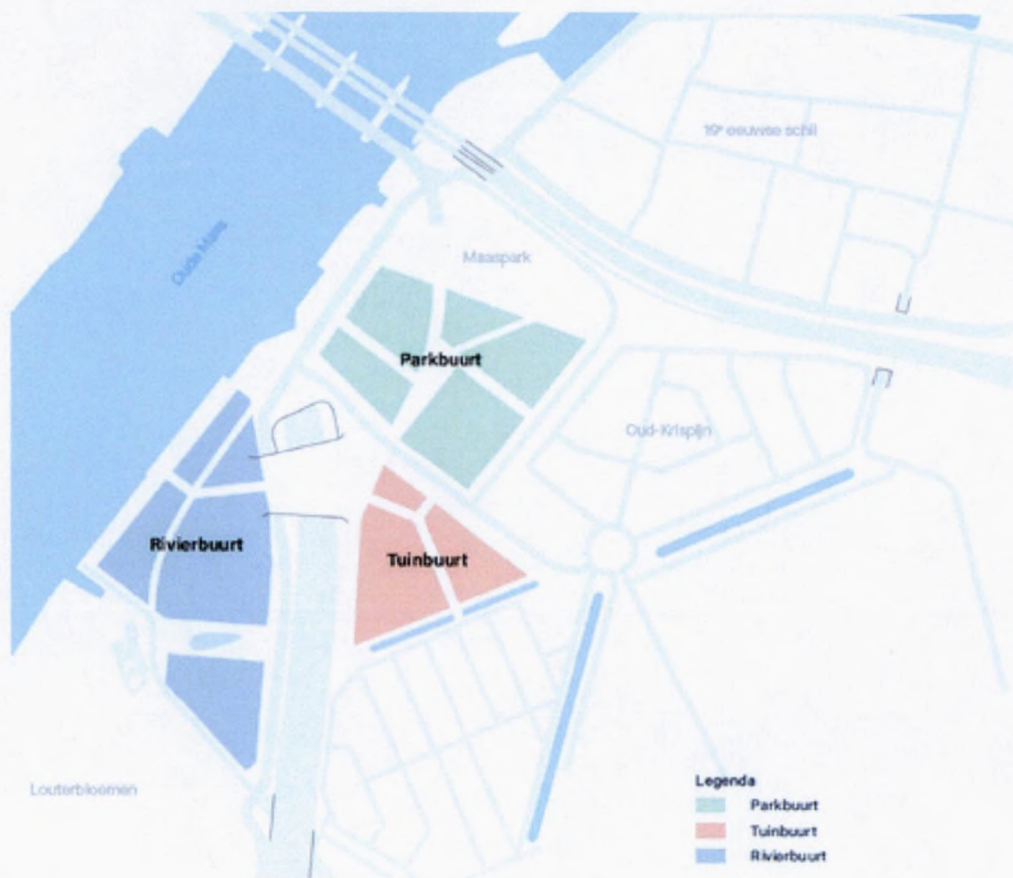 19e eeuwse schil
Oude Maas
Maaspark
Parkbuurt
Oud-Krispijn
Rivierbuurt
Tuinbuurt
Louterbloemen
Legenda
Parkbuurt
Tuinbuurt
Rivierbuurt